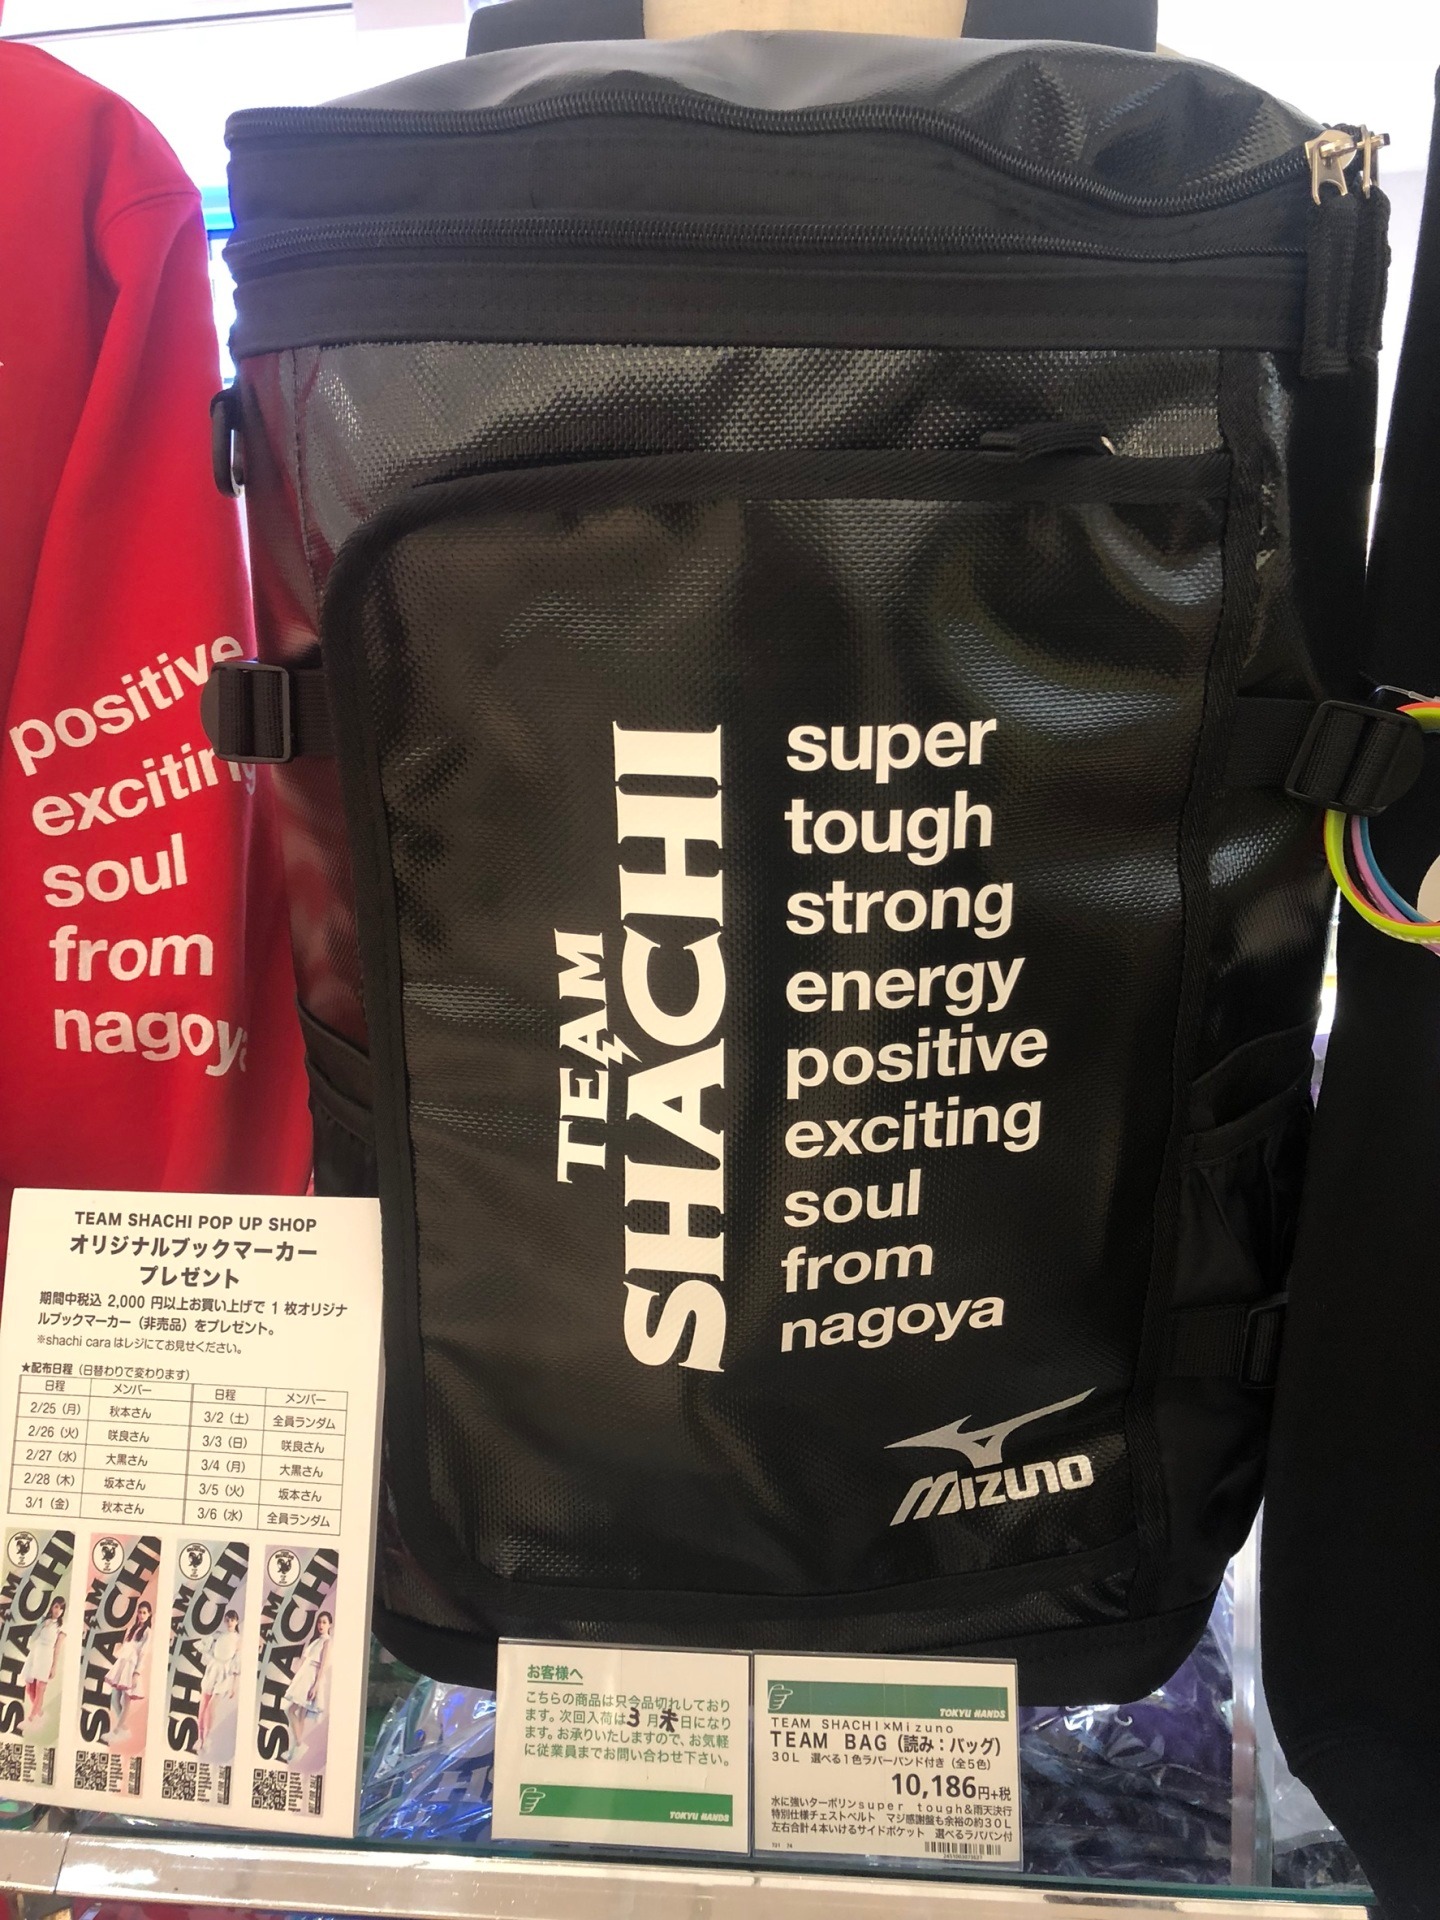 positive
exciting
soul
from
nagoya
TEAM
SHACHI
super
tough
strong
energy
positive
exciting
soul
from
nagoya
MIZUNO
TEAM SHACHI POP UP SHOP
オリジナルブックマーカー
プレゼント
期間中税込 2,000 円以上お買い上げで 1 枚オリジナ
ルブックマーカー（非売品）をプレゼント。
※shachi cara はレジにてお見せください。
★配布日程（日替わりで変わります）
日程 メンバー 日程 メンバー
2/25（月） 秋本さん 3/2（土） 全員ランダム
2/26（火） 咲良さん 3/3（日） 咲良さん
2/27（水） 大黒さん 3/4（月） 大黒さん
2/28（木） 坂本さん 3/5（火） 坂本さん
3/1（金） 秋本さん 3/6（水） 全員ランダム
TEAM SHACHI
TEAM SHACHI
TEAM SHACHI
TEAM SHACHI
お客様へ
こちらの商品は只今品切れしており
ます。次回入荷は3月末日になり
ます。お承りいたしますので、お気軽
に従業員までお問い合わせ下さい。
TOKYU HANDS
TOKYU HANDS
TEAM SHACHI×Mizuno
TEAM BAG（読み：バッグ）
30L 選べる1色ラバーバンド付き（全5色）
10,186円+税
水に強いターポリンsuper tough&雨天決行
特別仕様チェストベルト マジ感謝盤も余裕の約30L
左右合計4本いけるサイドポケット 選べるラババン付